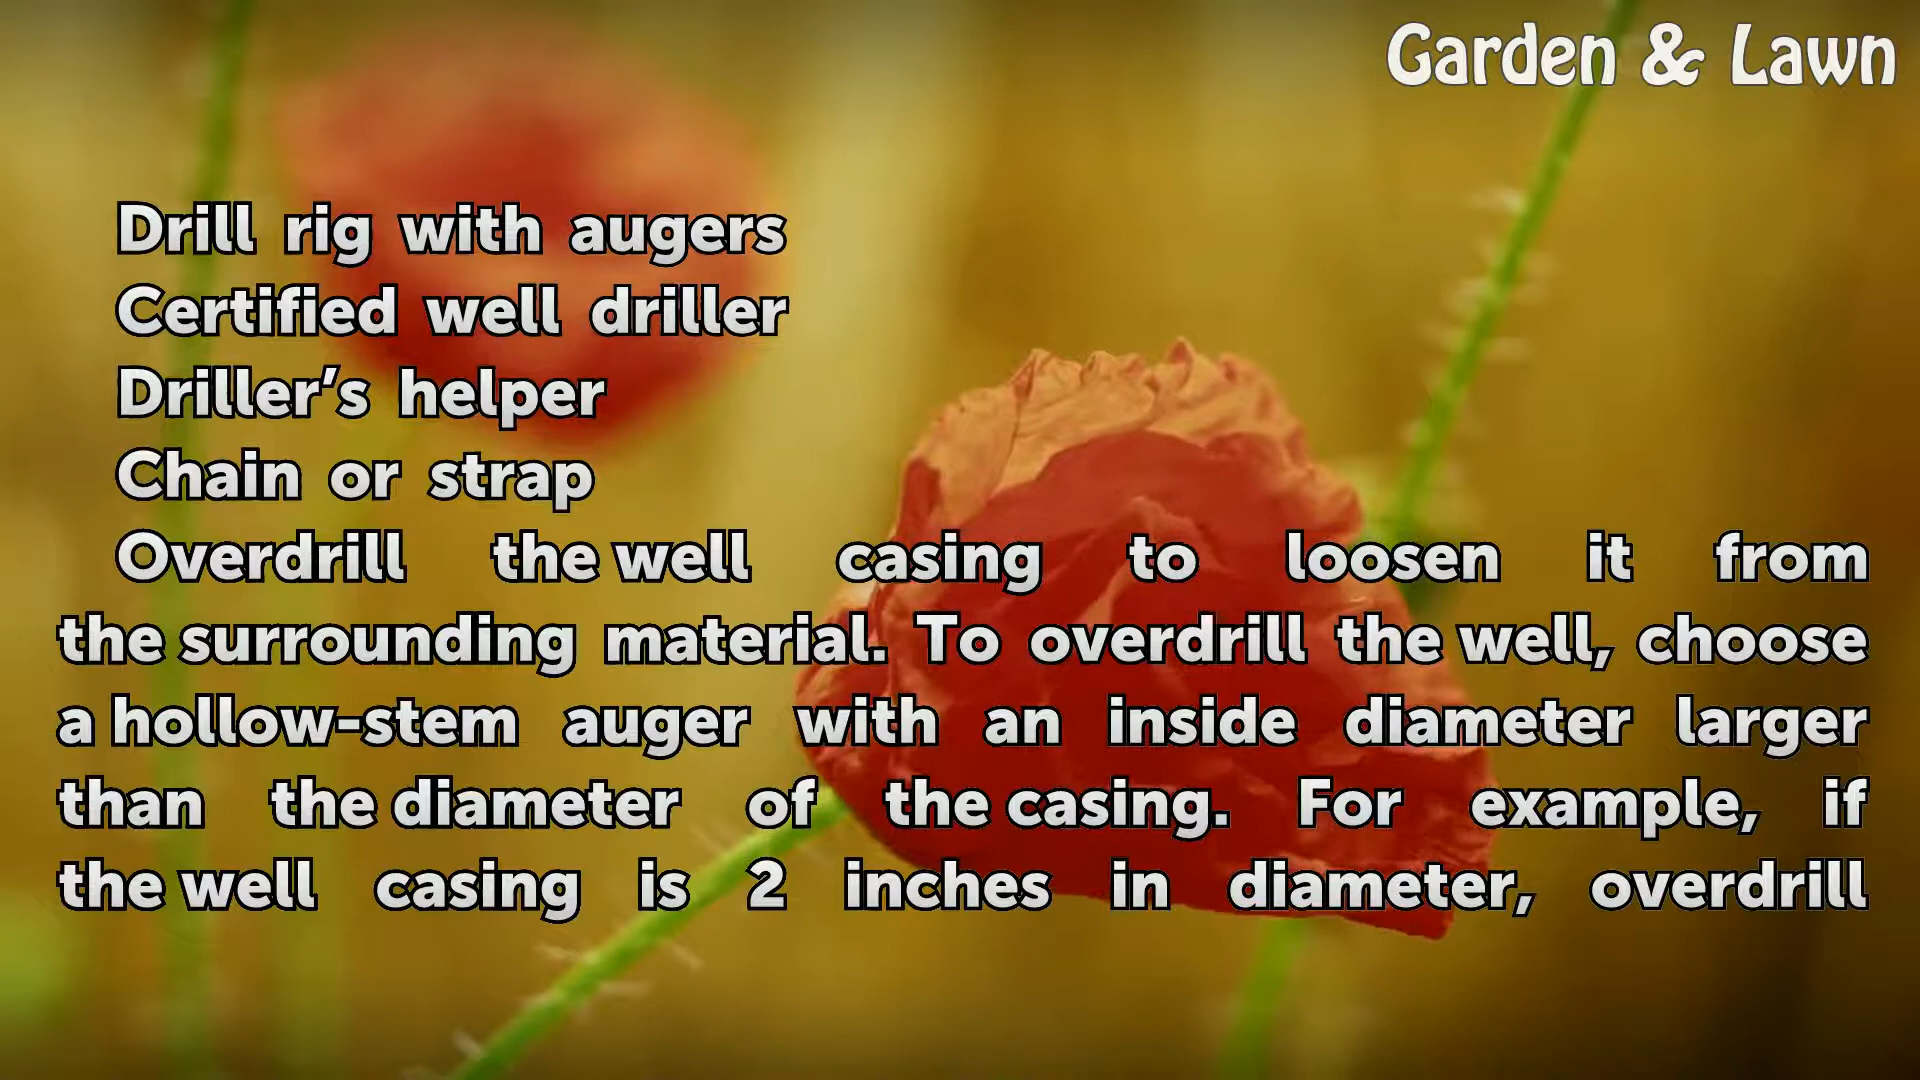 Garden & Lawn
Drill rig with augers
Certified well driller
Driller’s helper
Chain or strap
Overdrill the well casing to loosen it from
the surrounding material. To overdrill the well, choose
a hollow-stem auger with an inside diameter larger
than the diameter of the casing. For example, if
the well casing is 2 inches in diameter, overdrill